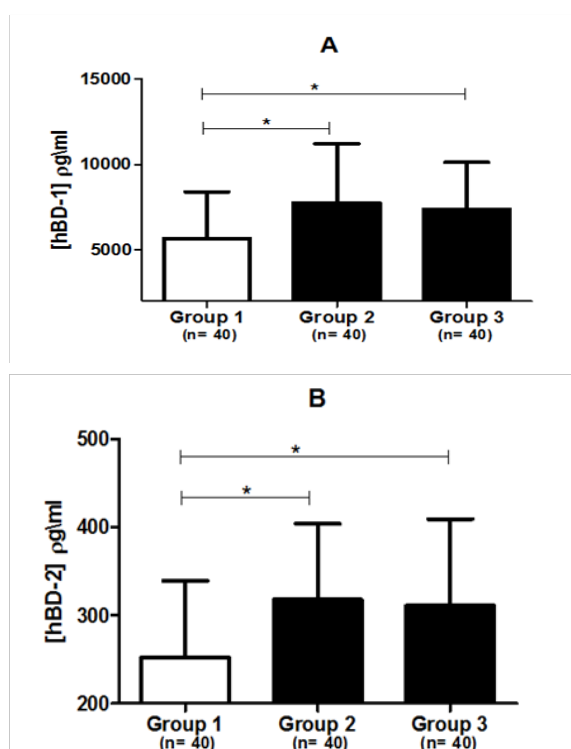 A
[hBD-1] ρg\ml
15000
10000
5000
*
*
Group 1 Group 2 Group 3
(n= 40) (n= 40) (n= 40)
B
[hBD-2] ρg\ml
500
400
300
200
*
*
Group 1 Group 2 Group 3
(n= 40) (n= 40) (n= 40)